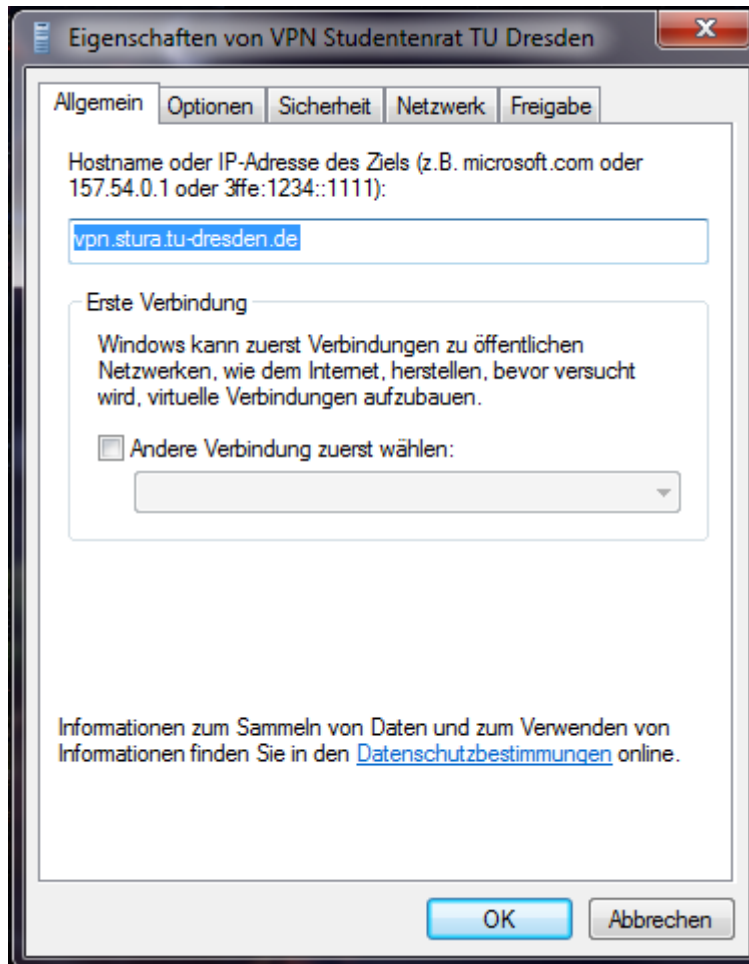 Eigenschaften von VPN Studentenrat TU Dresden
Allgemein Optionen Sicherheit Netzwerk Freigabe
Hostname oder IP-Adresse des Ziels (z.B. microsoft.com oder
157.54.0.1 oder 3ffe:1234::1111):
vpn.stura.tu-dresden.de
Erste Verbindung
Windows kann zuerst Verbindungen zu öffentlichen
Netzwerken, wie dem Internet, herstellen, bevor versucht
wird, virtuelle Verbindungen aufzubauen.
Andere Verbindung zuerst wählen:
Informationen zum Sammeln von Daten und zum Verwenden von
Informationen finden Sie in den Datenschutzbestimmungen online.
OK Abbrechen